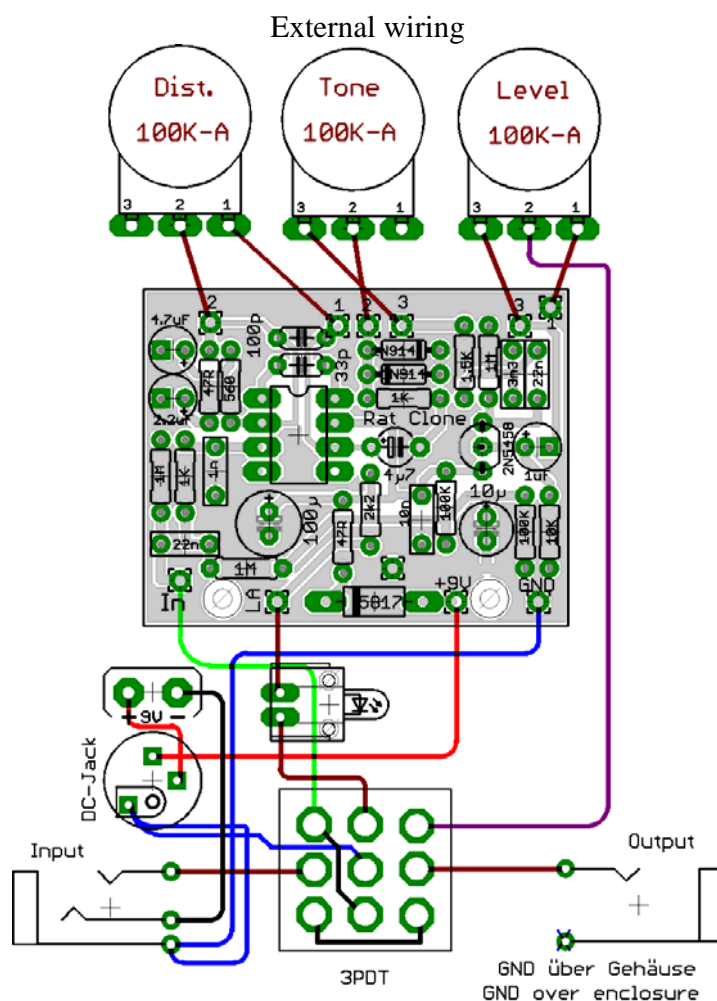 External wiring
Dist. Tone Level
100K-A 100K-A 100K-A
3 2 1 3 2 1 3 2 1
2 1 2 3 3 1
4.7uF 100p 33p N914 N914 1.5K 1M 3n3 22n
2.2uF 47R 560 1K
Rat Clone
1M 1K 1n 4µ7 2N5458 1uF
100µ 47R 2k2 10n 100K 10µ 100K 10K
22n 1M
In LA 5817 +9V GND
+ 9V -
DC-Jack
Input Output
3PDT
GND über Gehäuse
GND over enclosure